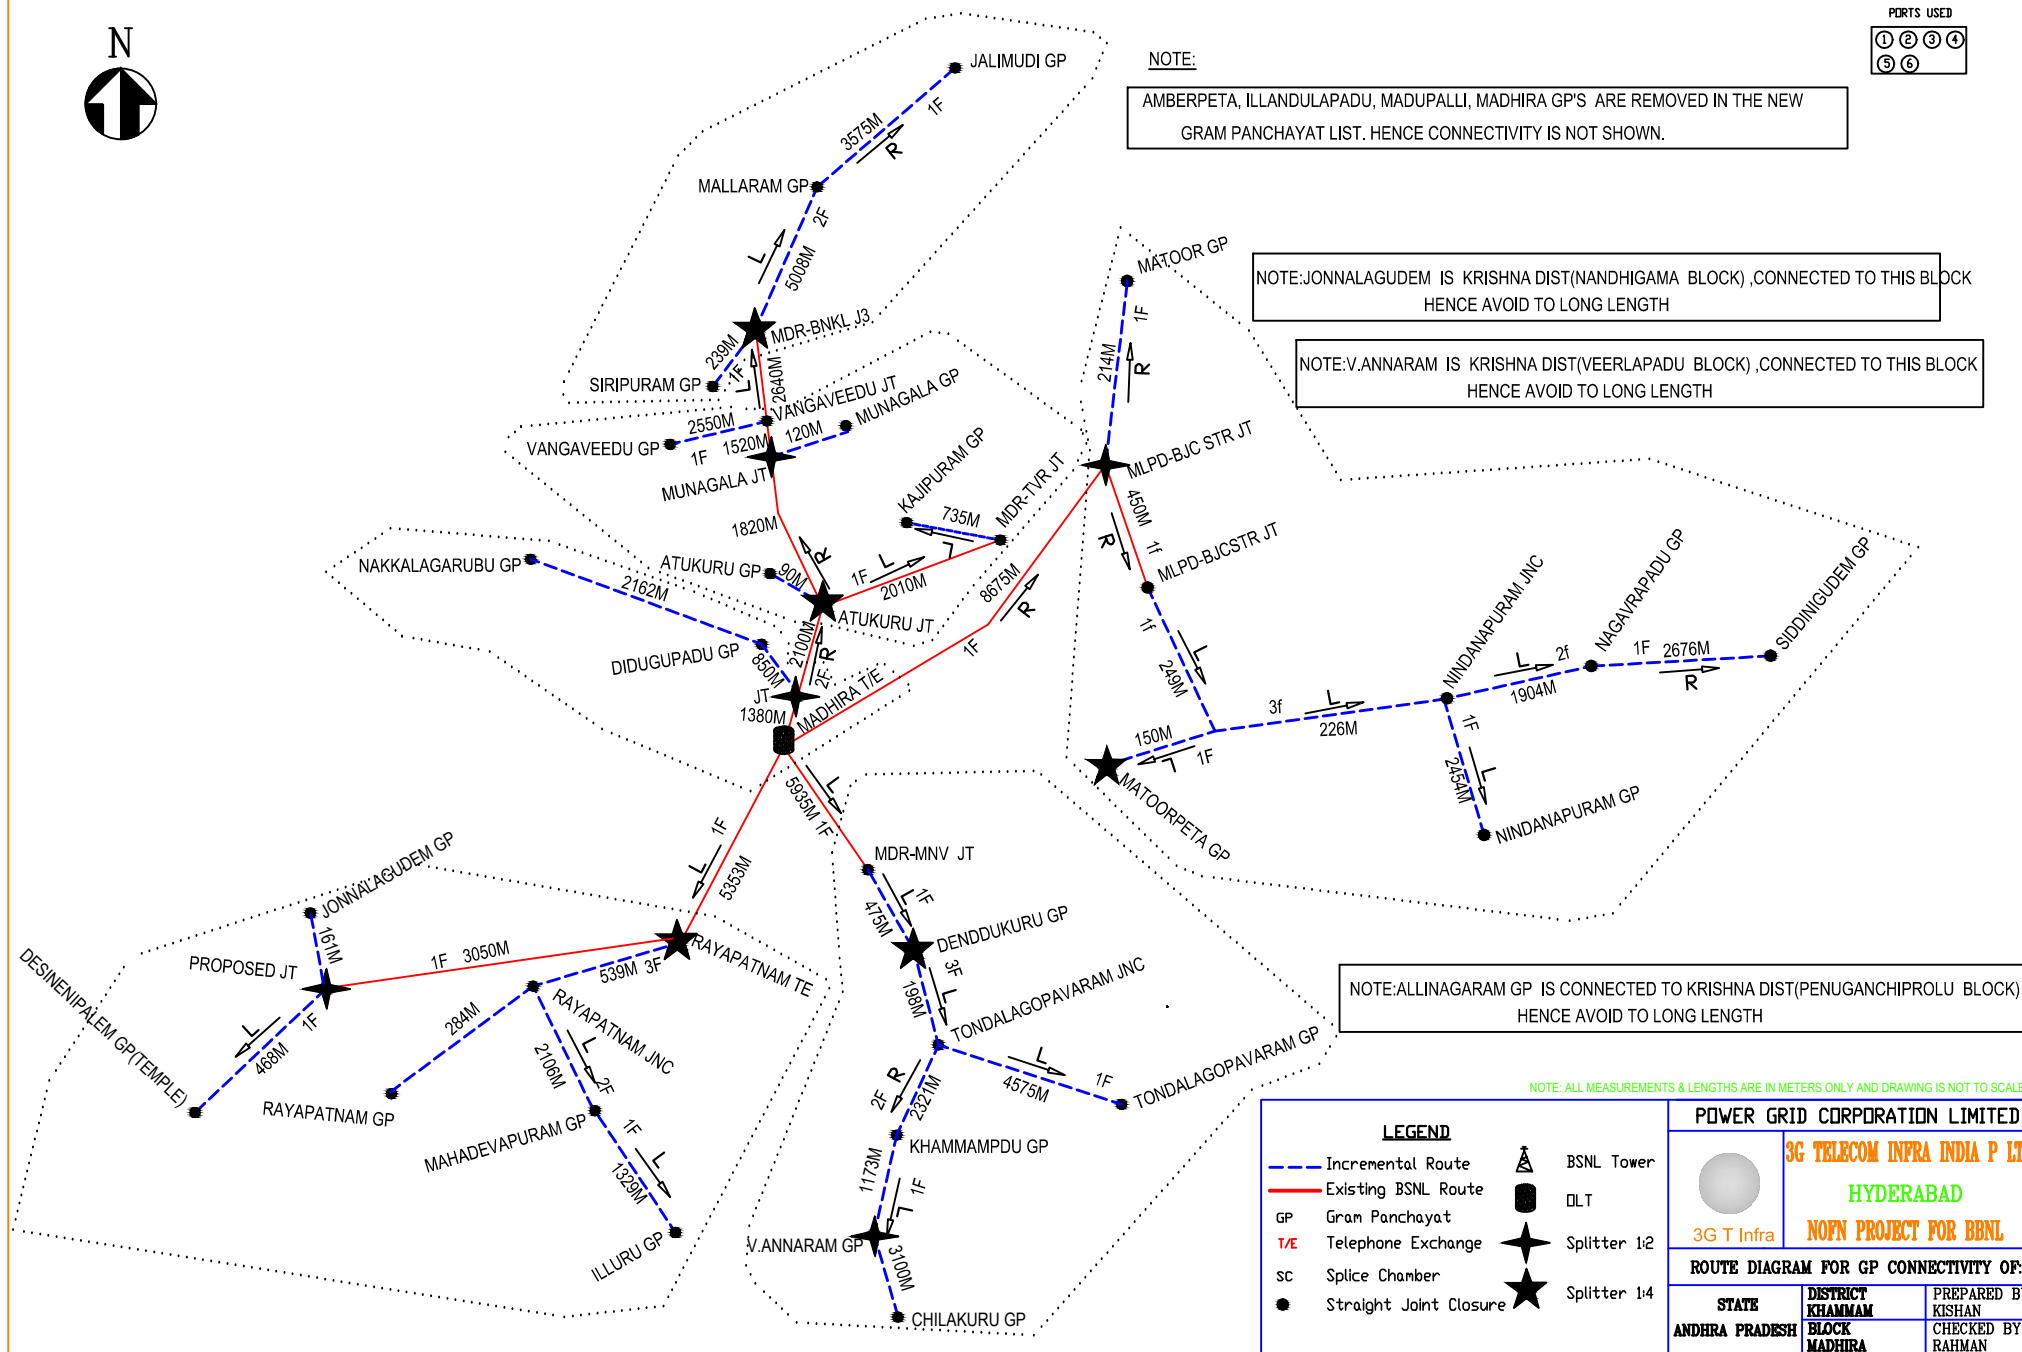 N
PORTS USED
1 2 3 4
5 6
NOTE:
AMBERPETA, ILLANDULAPADU, MADUPALLI, MADHIRA GP'S ARE REMOVED IN THE NEW
GRAM PANCHAYAT LIST. HENCE CONNECTIVITY IS NOT SHOWN.
JALIMUDI GP
3575M
1F
R
MALLARAM GP
2F
L
5008M
MDR-BNKL J3
239M
1F
SIRIPURAM GP
L
2640M
VANGAVEEDU JT
MUNAGALA GP
2550M
VANGAVEEDU GP
1F
1520M
120M
MUNAGALA JT
1820M
KAJIPURAM GP
MDR-TVR JT
735M
L
ATUKURU GP
90M
R
1F
L
2010M
ATUKURU JT
NAKKALAGARUBU GP
2162M
DIDUGUPADU GP
850M
2100M
2F
R
JT
1380M
MADHIRA T/E
8675M
1F
R
MATOOR GP
1F
214M
R
MLPD-BJC STR JT
450M
1f
R
MLPD-BJCSTR JT
1f
L
249M
150M
L
1F
MATOORPETA GP
3f
L
226M
NINDANAPURAM JNC
L
2f
1904M
NAGAVRAPADU GP
1F
2676M
R
SIDDINIGUDEM GP
1F
L
2454M
NINDANAPURAM GP
NOTE:JONNALAGUDEM IS KRISHNA DIST(NANDHIGAMA BLOCK) ,CONNECTED TO THIS BLOCK
HENCE AVOID TO LONG LENGTH
NOTE:V.ANNARAM IS KRISHNA DIST(VEERLAPADU BLOCK) ,CONNECTED TO THIS BLOCK
HENCE AVOID TO LONG LENGTH
1F
L
5353M
RAYAPATNAM TE
1F
3050M
PROPOSED JT
161M
JONNALAGUDEM GP
1F
L
468M
DESINENIPALEM GP(TEMPLE)
539M
3F
RAYAPATNAM JNC
284M
RAYAPATNAM GP
L
2F
2106M
MAHADEVAPURAM GP
1F
L
1329M
ILLURU GP
5935M
1F
L
MDR-MNV JT
1F
L
475M
DENDDUKURU GP
3F
L
198M
TONDALAGOPAVARAM JNC
L
4575M
1F
TONDALAGOPAVARAM GP
R
2F
2321M
KHAMMAMPDU GP
1173M
1F
L
V.ANNARAM GP
3100M
CHILAKURU GP
NOTE:ALLINAGARAM GP IS CONNECTED TO KRISHNA DIST(PENUGANCHIPROLU BLOCK)
HENCE AVOID TO LONG LENGTH
NOTE: ALL MEASUREMENTS & LENGTHS ARE IN METERS ONLY AND DRAWING IS NOT TO SCALE
LEGEND
Incremental Route
Existing BSNL Route
GP Gram Panchayat
T/E Telephone Exchange
SC Splice Chamber
Straight Joint Closure
BSNL Tower
OLT
Splitter 1:2
Splitter 1:4
POWER GRID CORPORATION LIMITED
3G T Infra
3G TELECOM INFRA INDIA P LT
HYDERABAD
NOFN PROJECT FOR BBNL
ROUTE DIAGRAM FOR GP CONNECTIVITY OF:
STATE
ANDHRA PRADESH
DISTRICT
KHAMMAM
BLOCK
MADHIRA
PREPARED BY
KISHAN
CHECKED BY
RAHMAN